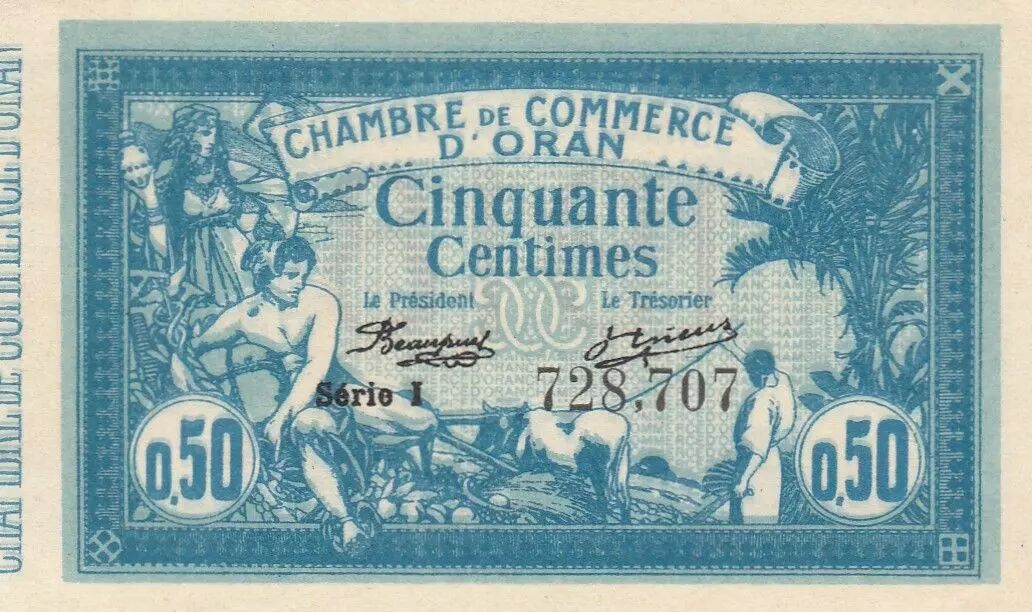 CHAMBRE DE COMMERCE
D'ORAN
Cinquante
Centimes
Le Président
Le Trésorier
Série I
728,707
0,50
0,50